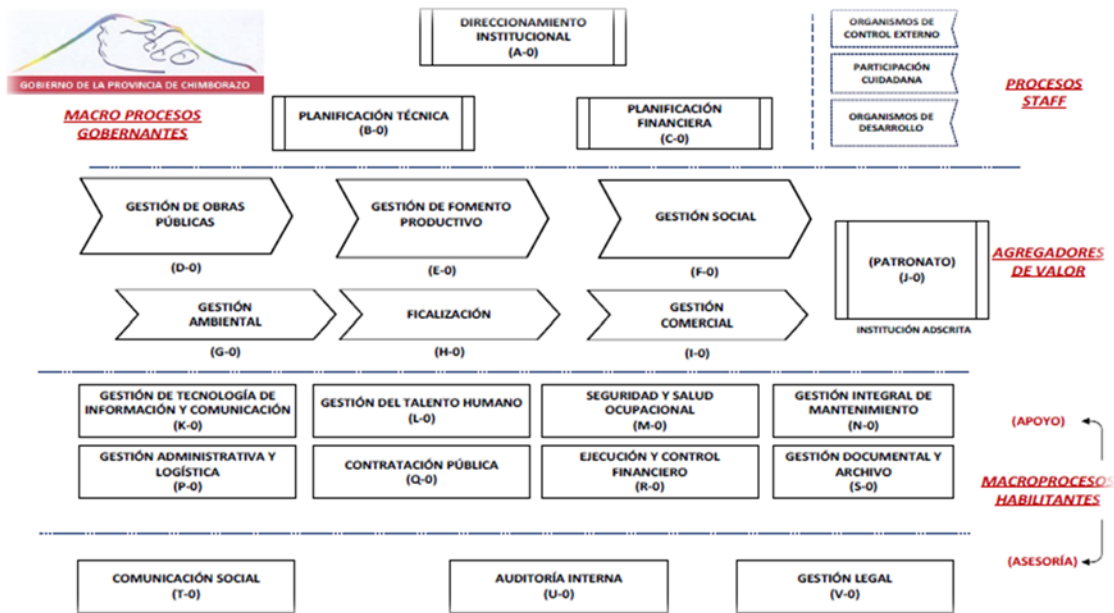 GOBIERNO DE LA PROVINCIA DE CHIMBORAZO
DIRECCIONAMIENTO
INSTITUCIONAL
(A-0)
ORGANISMOS DE
CONTROL EXTERNO
PARTICIPACIÓN
CUIDADANA
ORGANISMOS DE
DESARROLLO
PROCESOS
STAFF
MACRO PROCESOS
GOBERNANTES
PLANIFICACIÓN TÉCNICA
(B-0)
PLANIFICACIÓN
FINANCIERA
(C-0)
GESTIÓN DE OBRAS
PÚBLICAS
(D-0)
GESTIÓN DE FOMENTO
PRODUCTIVO
(E-0)
GESTIÓN SOCIAL
(F-0)
(PATRONATO)
(J-0)
INSTITUCIÓN ADSCRITA
AGREGADORES
DE VALOR
GESTIÓN
AMBIENTAL
(G-0)
FICALIZACIÓN
(H-0)
GESTIÓN
COMERCIAL
(I-0)
GESTIÓN DE TECNOLOGÍA DE
INFORMACIÓN Y COMUNICACIÓN
(K-0)
GESTIÓN DEL TALENTO HUMANO
(L-0)
SEGURIDAD Y SALUD
OCUPACIONAL
(M-0)
GESTIÓN INTEGRAL DE
MANTENIMIENTO
(N-0)
(APOYO)
GESTIÓN ADMINISTRATIVA Y
LOGÍSTICA
(P-0)
CONTRATACIÓN PÚBLICA
(Q-0)
EJECUCIÓN Y CONTROL
FINANCIERO
(R-0)
GESTIÓN DOCUMENTAL Y
ARCHIVO
(S-0)
MACROPROCESOS
HABILITANTES
(ASESORÍA)
COMUNICACIÓN SOCIAL
(T-0)
AUDITORÍA INTERNA
(U-0)
GESTIÓN LEGAL
(V-0)